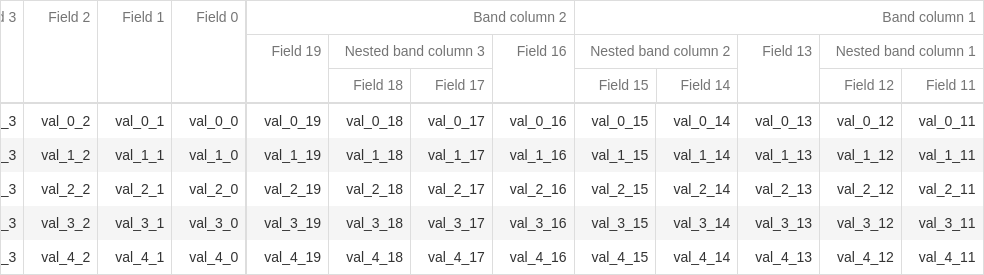 d 3 Field 2 Field 1 Field 0 Band column 2 Band column 1
Field 19 Nested band column 3 Field 16 Nested band column 2 Field 13 Nested band column 1
Field 18 Field 17 Field 15 Field 14 Field 12 Field 11
_3 val_0_2 val_0_1 val_0_0 val_0_19 val_0_18 val_0_17 val_0_16 val_0_15 val_0_14 val_0_13 val_0_12 val_0_11
_3 val_1_2 val_1_1 val_1_0 val_1_19 val_1_18 val_1_17 val_1_16 val_1_15 val_1_14 val_1_13 val_1_12 val_1_11
_3 val_2_2 val_2_1 val_2_0 val_2_19 val_2_18 val_2_17 val_2_16 val_2_15 val_2_14 val_2_13 val_2_12 val_2_11
_3 val_3_2 val_3_1 val_3_0 val_3_19 val_3_18 val_3_17 val_3_16 val_3_15 val_3_14 val_3_13 val_3_12 val_3_11
_3 val_4_2 val_4_1 val_4_0 val_4_19 val_4_18 val_4_17 val_4_16 val_4_15 val_4_14 val_4_13 val_4_12 val_4_11